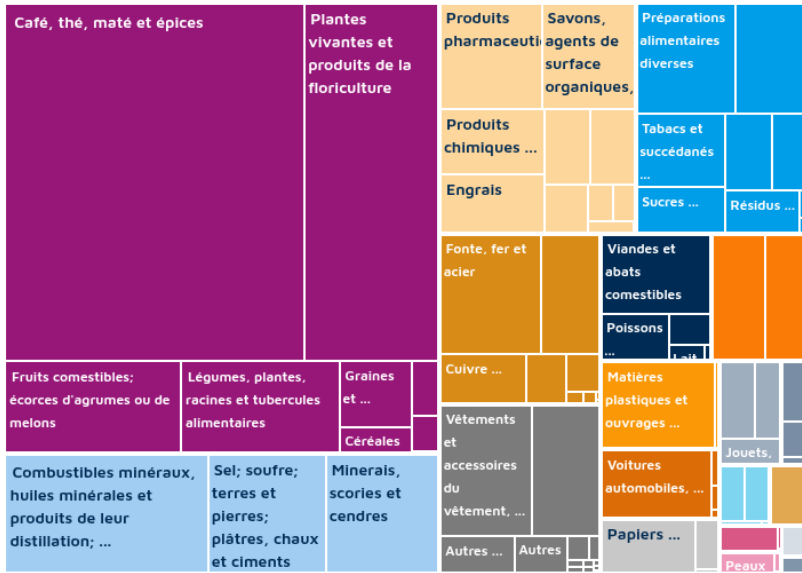 Café, thé, maté et épices
Plantes
vivantes et
produits de la
floriculture
Fruits comestibles;
écorces d'agrumes ou de
melons
Légumes, plantes,
racines et tubercules
alimentaires
Graines
et ...
Céréales
Combustibles minéraux,
huiles minérales et
produits de leur
distillation; ...
Sel; soufre;
terres et
pierres;
plâtres, chaux
et ciments
Minerais,
scories et
cendres
Produits
pharmaceuti
Savons,
agents de
surface
organiques,
Produits
chimiques ...
Engrais
Préparations
alimentaires
diverses
Tabacs et
succédanés
...
Sucres ...
Résidus ...
Fonte, fer et
acier
Cuivre ...
Viandes et
abats
comestibles
Poissons
...
Lait
Vêtements
et
accessoires
du
vêtement, ...
Autres ...
Autres
Matières
plastiques et
ouvrages ...
Voitures
automobiles, ...
Papiers ...
Jouets,
Peaux